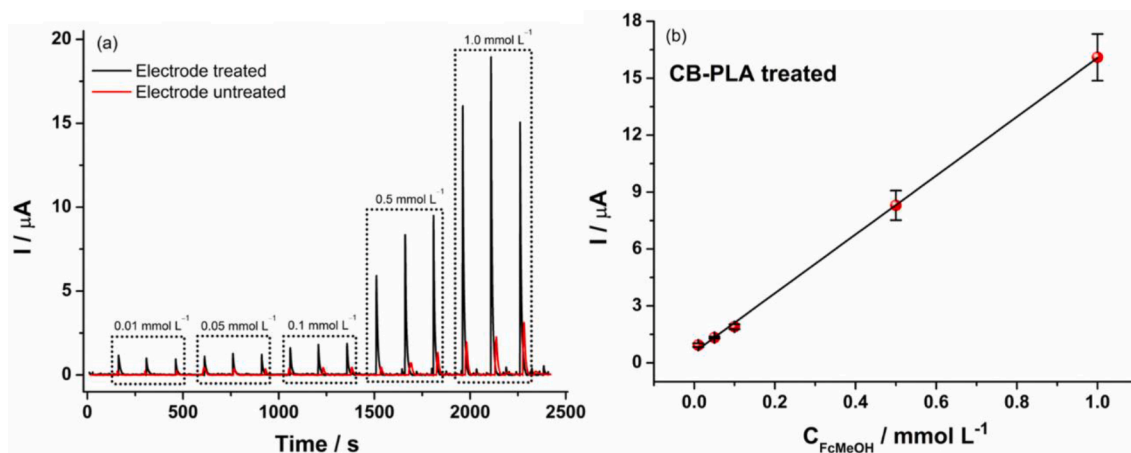 (a)
Electrode treated
Electrode untreated
0.01 mmol L⁻¹
0.05 mmol L⁻¹
0.1 mmol L⁻¹
0.5 mmol L⁻¹
1.0 mmol L⁻¹
I / µA
20
15
10
5
0
0
500
1000
1500
2000
2500
Time / s
(b)
CB-PLA treated
I / µA
18
15
12
9
6
3
0
0.0
0.2
0.4
0.6
0.8
1.0
C_FcMeOH / mmol L⁻¹